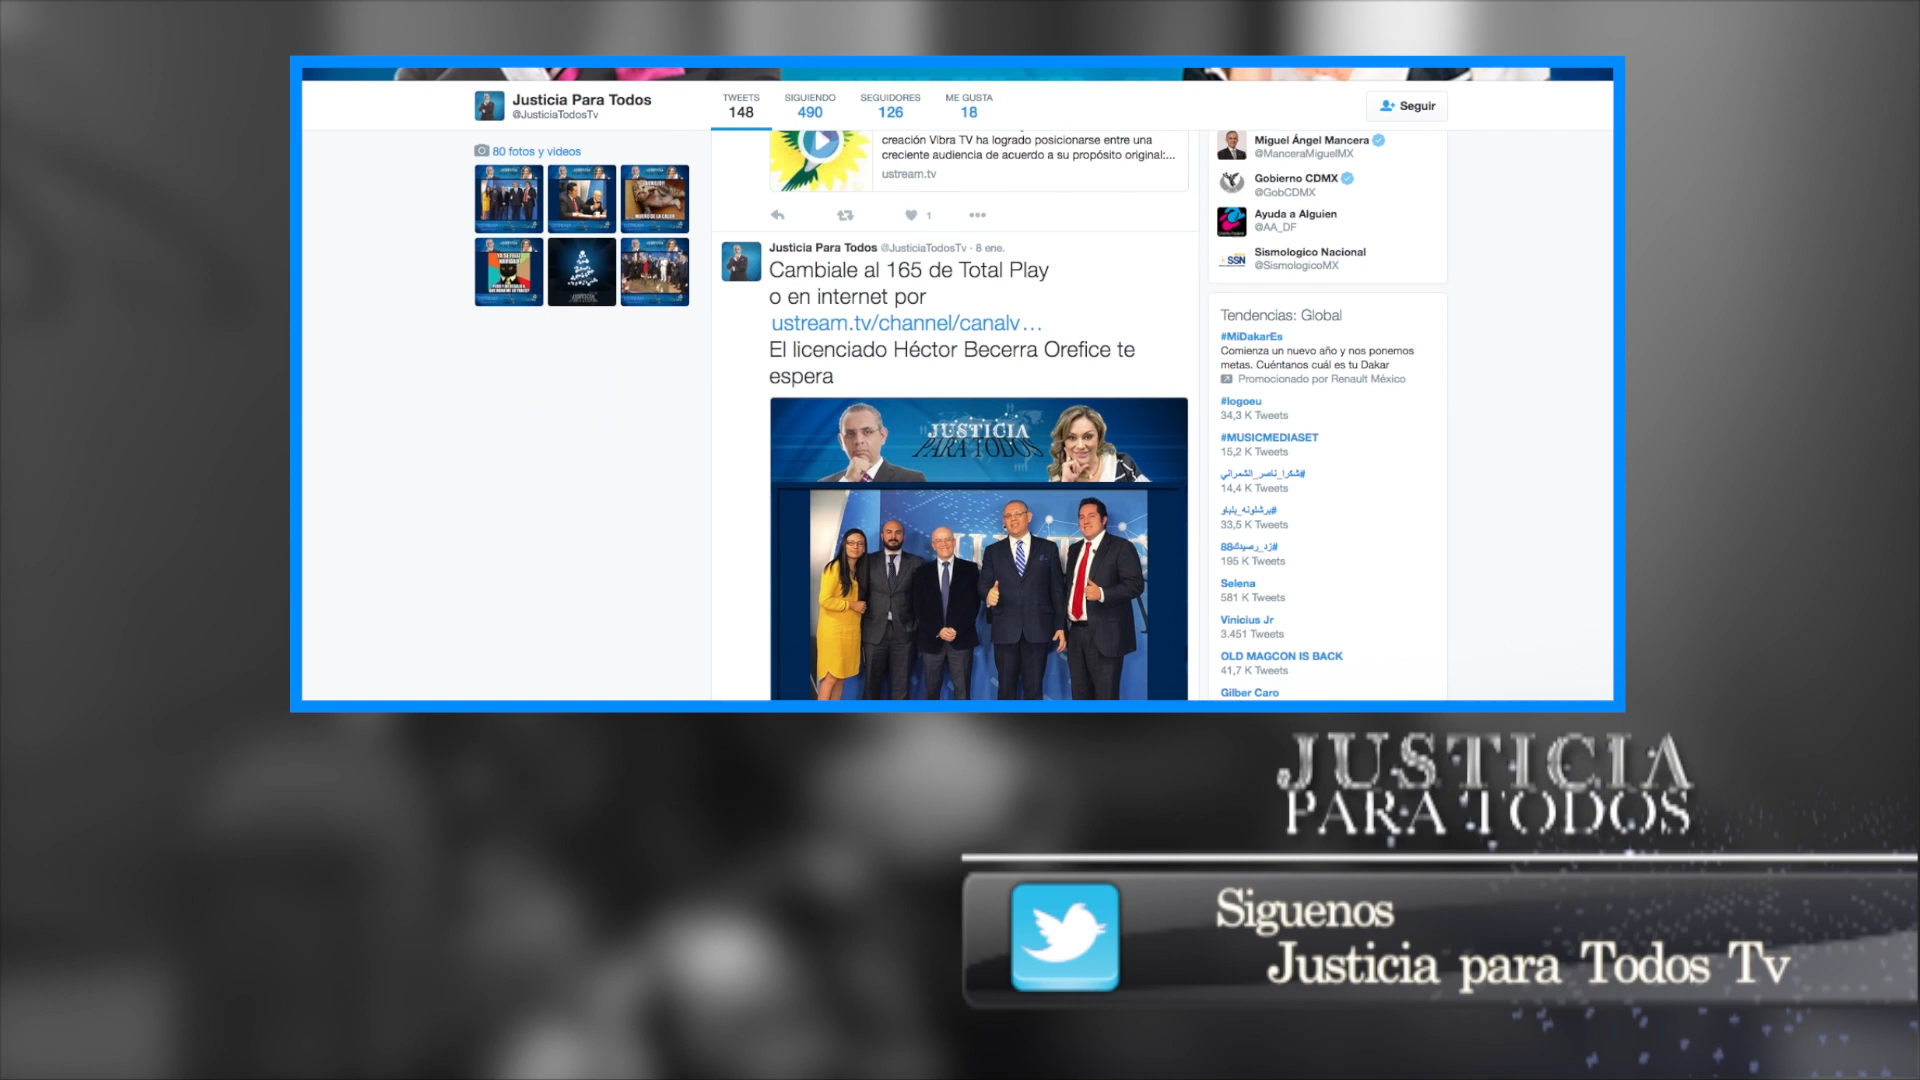 Justicia Para Todos
@JusticiaTodosTv
TWEETS
148
SIGUIENDO
490
SEGUIDORES
126
ME GUSTA
18
Seguir
80 fotos y videos
creación Vibra TV ha logrado posicionarse entre una
creciente audiencia de acuerdo a su propósito original:...
ustream.tv
1
Justicia Para Todos @JusticiaTodosTv - 8 ene.
Cambiale al 165 de Total Play
o en internet por
ustream.tv/channel/canalv…
El licenciado Héctor Becerra Orefice te
espera
JUSTICIA
PARA TODOS
Miguel Ángel Mancera
@ManceraMiguelMX
Gobierno CDMX
@GobCDMX
Ayuda a Alguien
@AA_DF
SSN
Sismologico Nacional
@SismologicoMX
Tendencias: Global
#MiDakarEs
Comienza un nuevo año y nos ponemos
metas. Cuéntanos cuál es tu Dakar
Promocionado por Renault México
#logoeu
34,3 K Tweets
#MUSICMEDIASET
15,2 K Tweets
#شكرا_ناصر_الشمراني
14,4 K Tweets
33,5 K Tweets
#زد_رصيدك88
195 K Tweets
Selena
581 K Tweets
Vinicius Jr
3.451 Tweets
OLD MAGCON IS BACK
41,7 K Tweets
Gilber Caro
JUSTICIA
PARA TODOS
Siguenos
Justicia para Todos Tv